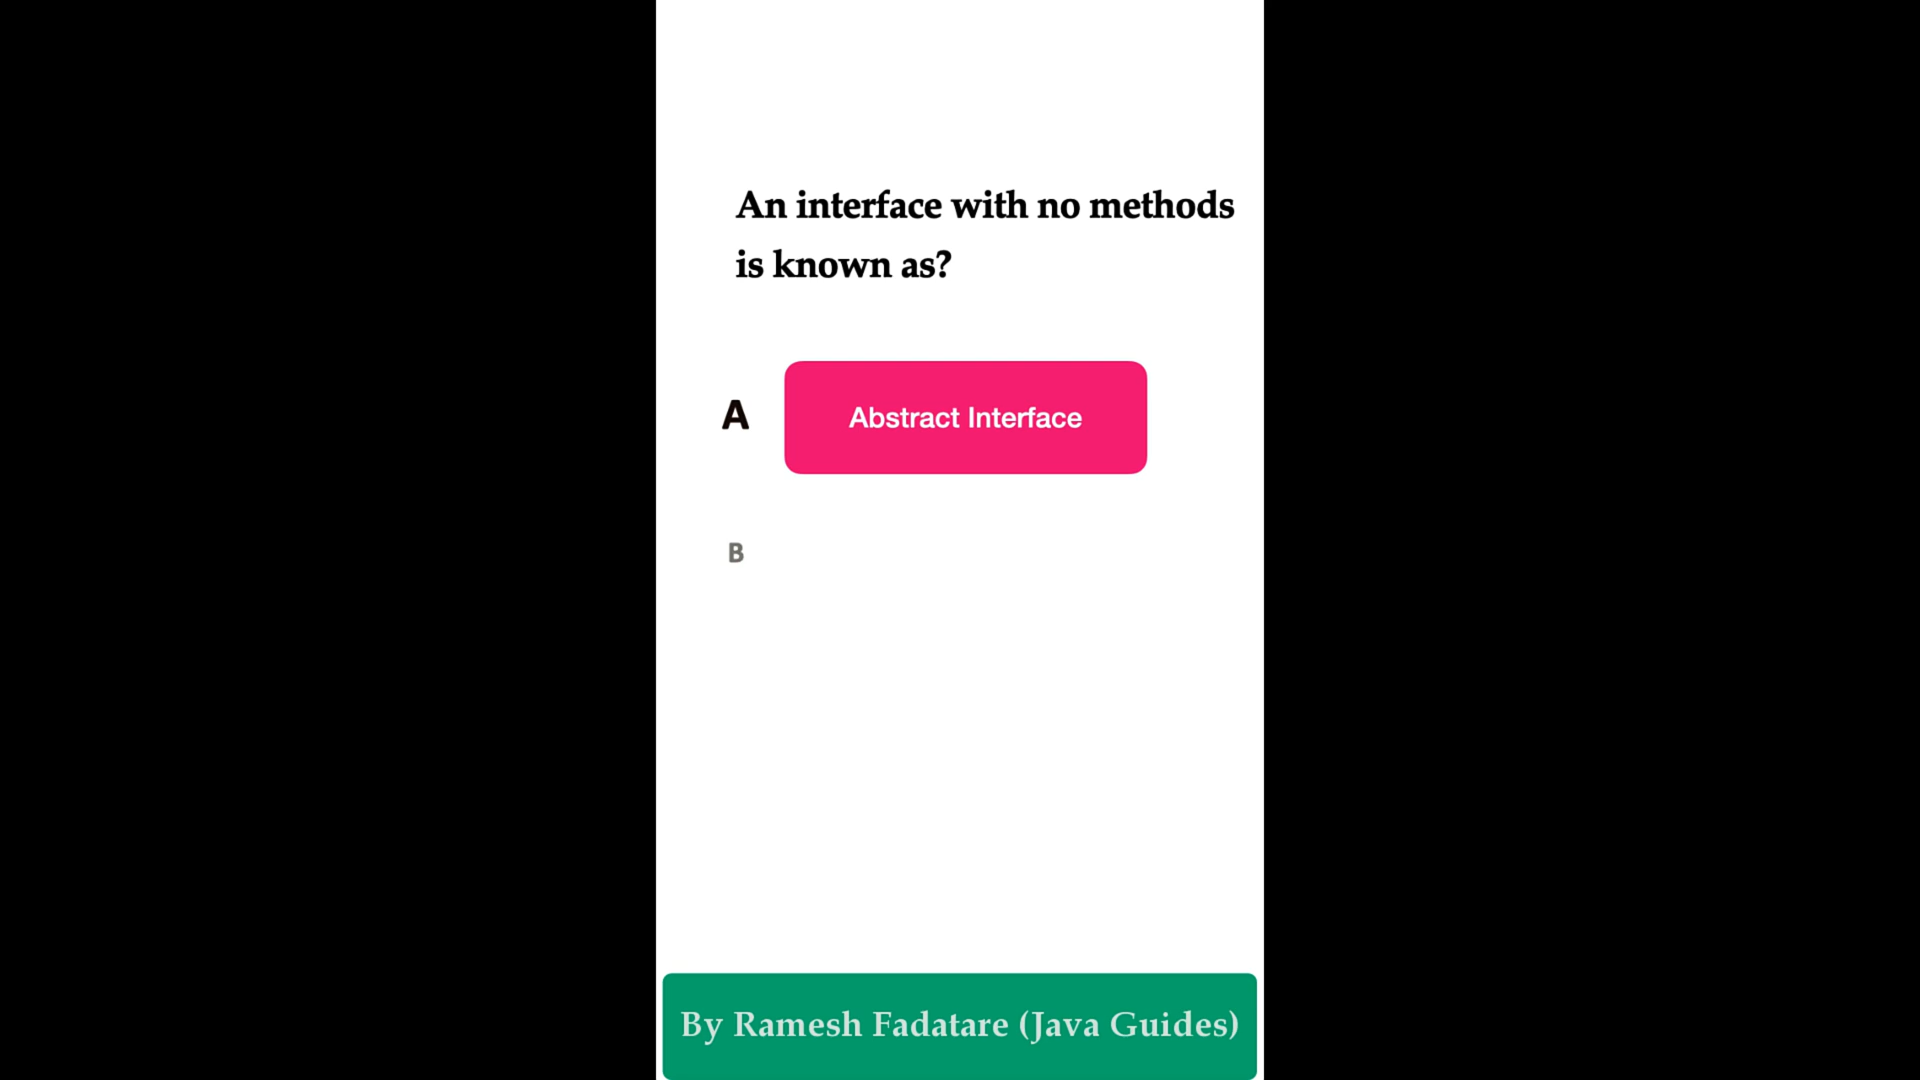 An interface with no methods
is known as?
A
Abstract Interface
B
By Ramesh Fadatare (Java Guides)